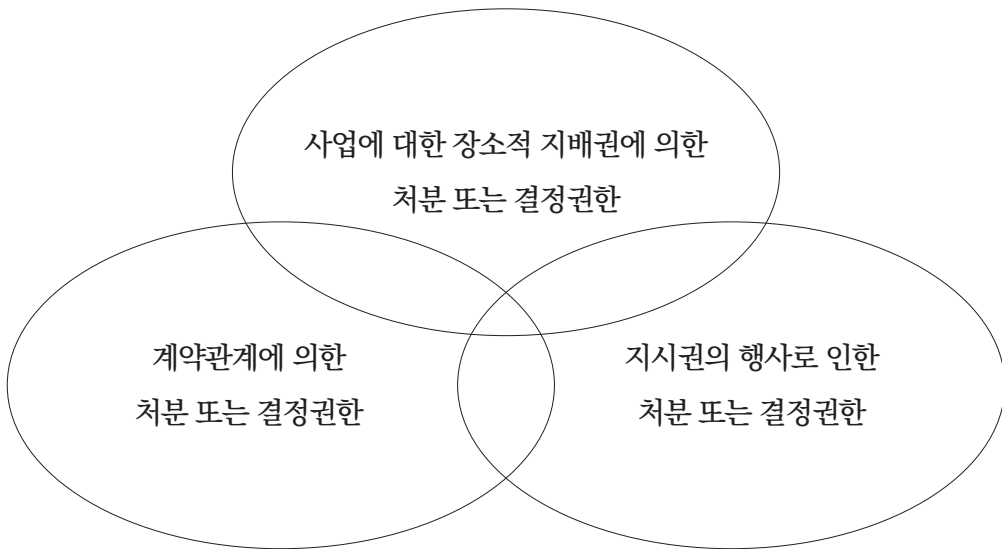 사업에 대한 장소적 지배권에 의한
처분 또는 결정권한
계약관계에 의한
처분 또는 결정권한
지시권의 행사로 인한
처분 또는 결정권한